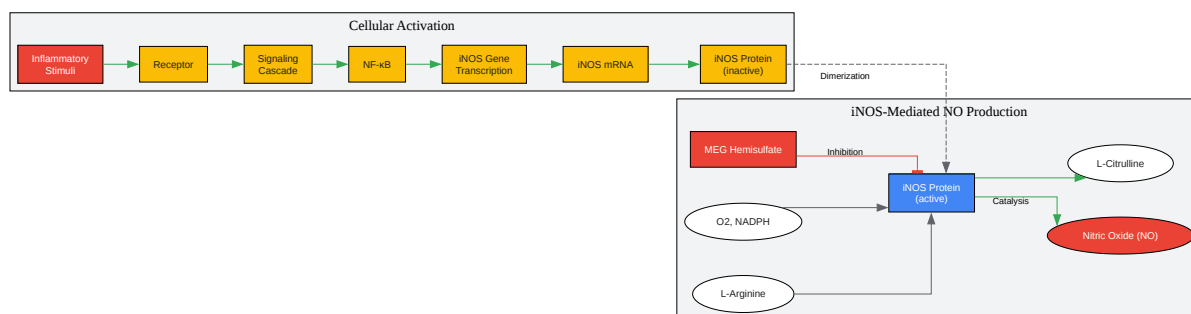 Cellular Activation
Inflammatory
Stimuli
Receptor
Signaling
Cascade
NF-κB
iNOS Gene
Transcription
iNOS mRNA
iNOS Protein
(inactive)
Dimerization
iNOS-Mediated NO Production
MEG Hemisulfate
Inhibition
O2, NADPH
L-Arginine
iNOS Protein
(active)
Catalysis
L-Citrulline
Nitric Oxide (NO)